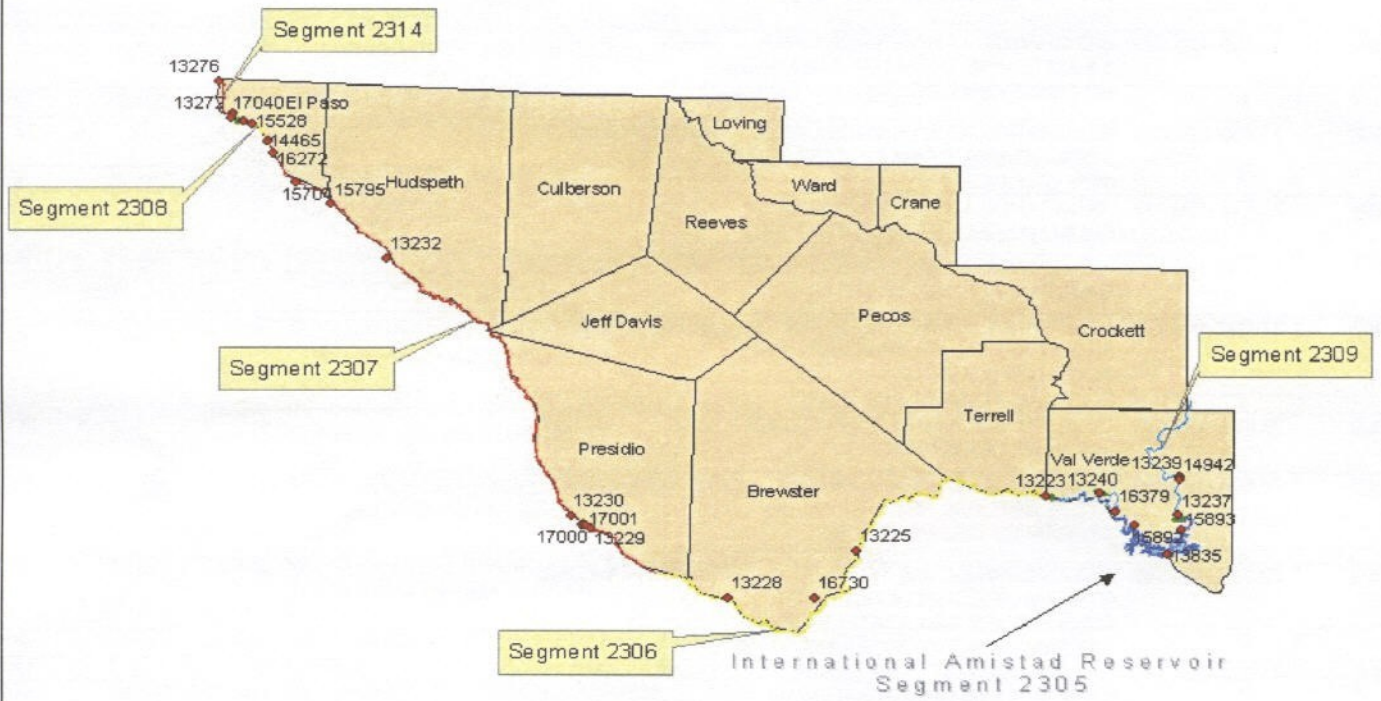 Segment 2314
13276
13272
17040 El Paso
15528
14465
16272
Segment 2308
15704
15795
Hudspeth
Culberson
Loving
Ward
Crane
Reeves
13232
Jeff Davis
Pecos
Crockett
Segment 2307
Segment 2309
Terrell
Presidio
Brewster
Val Verde
13239
14942
13223
13240
16379
13237
15893
15892
13835
13230
17001
17000
13229
13225
13228
16730
Segment 2306
International Amistad Reservoir
Segment 2305